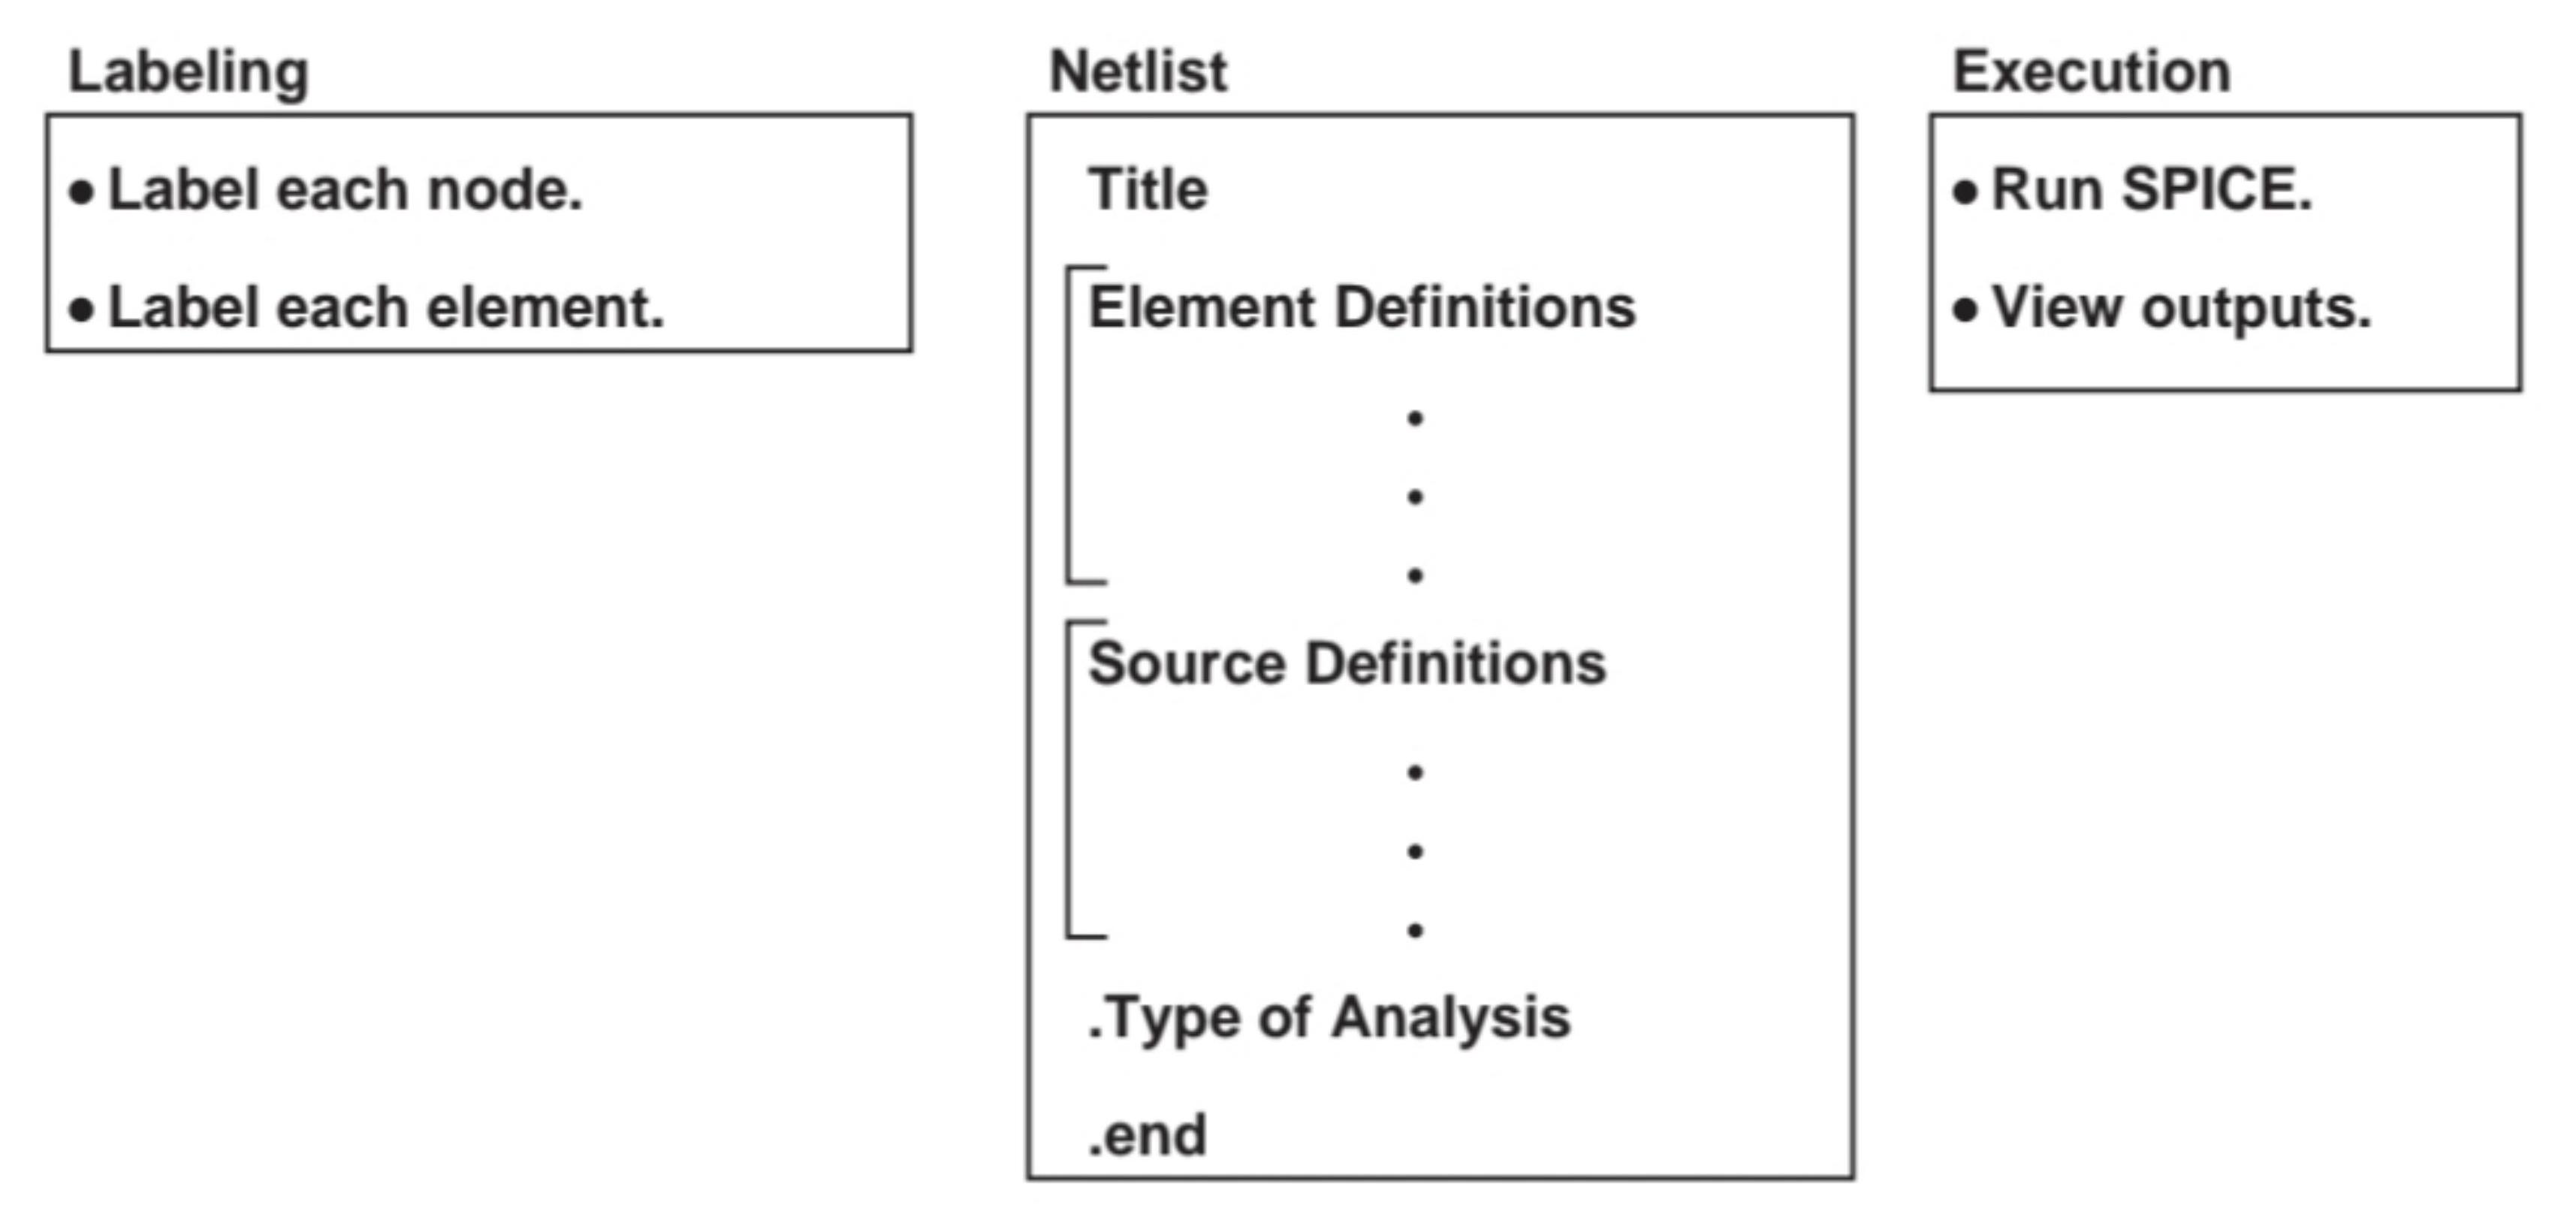 Labeling
• Label each node.
• Label each element.
Netlist
Title
Element Definitions
.
.
.
Source Definitions
.
.
.
.Type of Analysis
.end
Execution
• Run SPICE.
• View outputs.